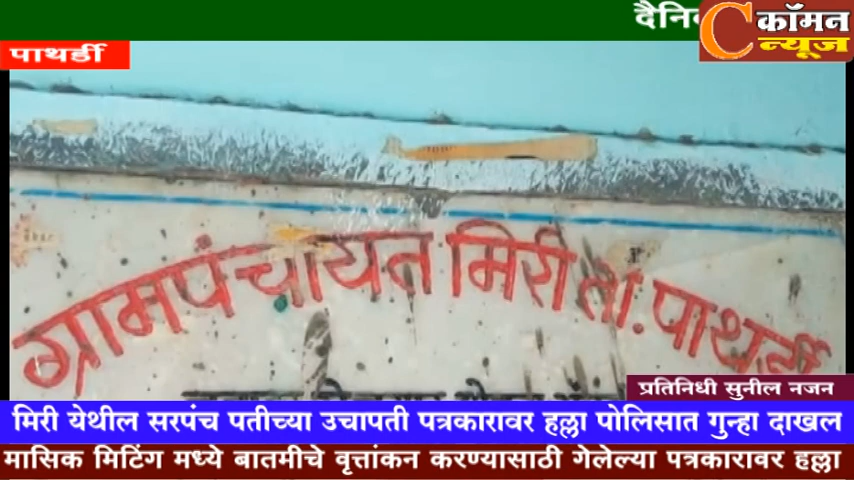 दैनि
कॉमन
न्यूज
पाथर्डी
ग्रामपंचायत मिरी ता. पाथर्डी
प्रतिनिधी सुनील नजन
मिरी येथील सरपंच पतीच्या उचापती पत्रकारावर हल्ला पोलिसात गुन्हा दाखल
मासिक मिटिंग मध्ये बातमीचे वृत्तांकन करण्यासाठी गेलेल्या पत्रकारावर हल्ला